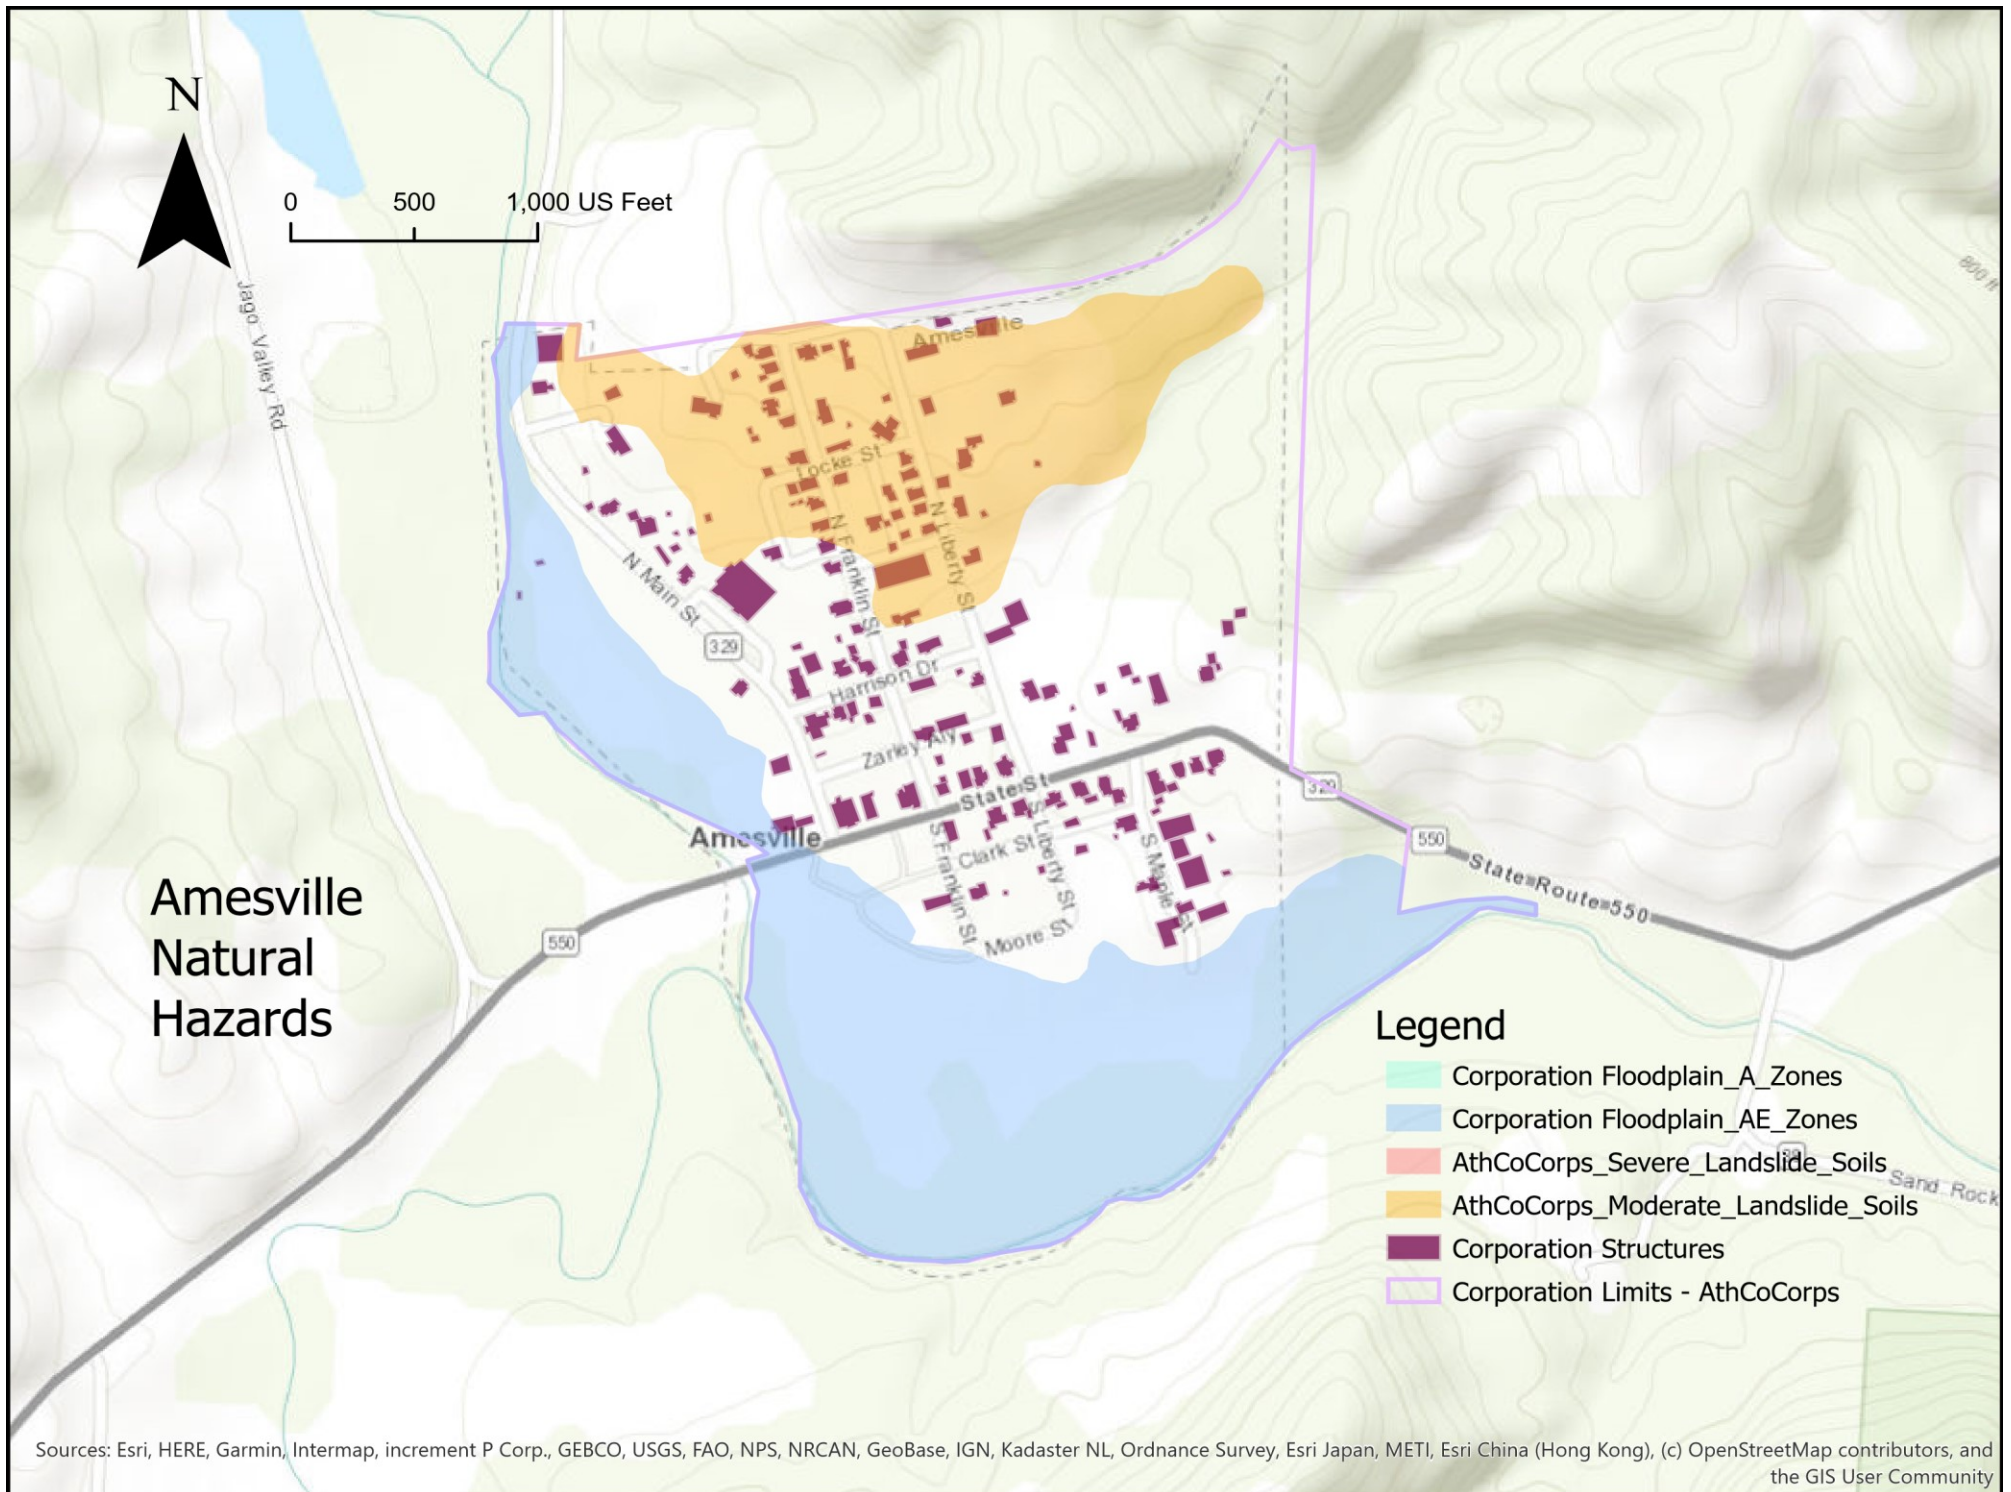 N
0 500 1,000 US Feet
Jago Valley Rd
800 ft
Amesville
Locke St
N Franklin St
N Liberty St
N Main St
329
Harrison Dr
Zarley Aly
State St
Amesville
329
550
State Route 550
S Franklin St
Clark St
S Liberty St
S Maple St
Moore St
550
Amesville
Natural
Hazards
Legend
Corporation Floodplain_A_Zones
Corporation Floodplain_AE_Zones
AthCoCorps_Severe_Landslide_Soils
AthCoCorps_Moderate_Landslide_Soils
Corporation Structures
Corporation Limits - AthCoCorps
Sand Rock
Sources: Esri, HERE, Garmin, Intermap, increment P Corp., GEBCO, USGS, FAO, NPS, NRCAN, GeoBase, IGN, Kadaster NL, Ordnance Survey, Esri Japan, METI, Esri China (Hong Kong), (c) OpenStreetMap contributors, and
the GIS User Community